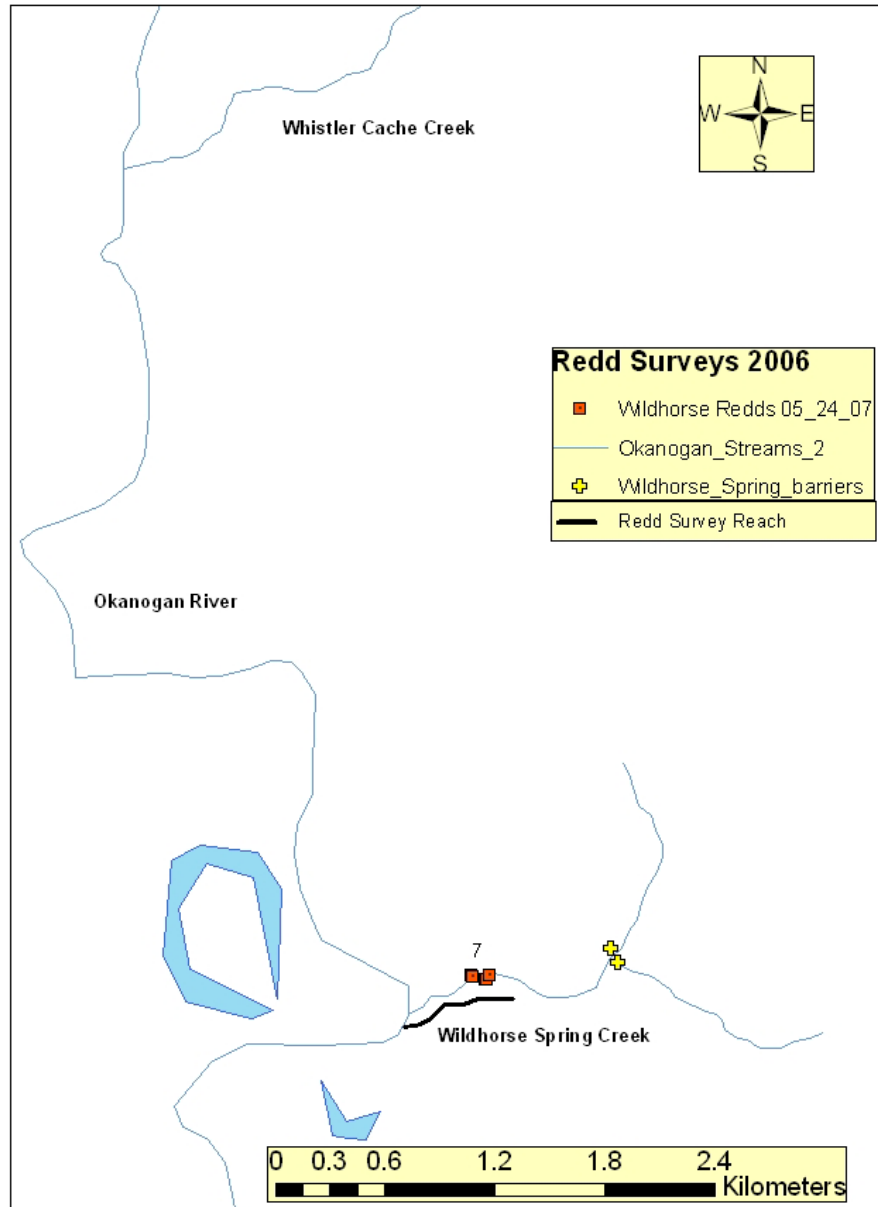 N
Whistler Cache Creek
W E
S
Redd Surveys 2006
Wildhorse Redds 05_24_07
Okanogan_Streams_2
Wildhorse_Spring_barriers
Redd Survey Reach
Okanogan River
7
Wildhorse Spring Creek
0 0.3 0.6 1.2 1.8 2.4
Kilometers